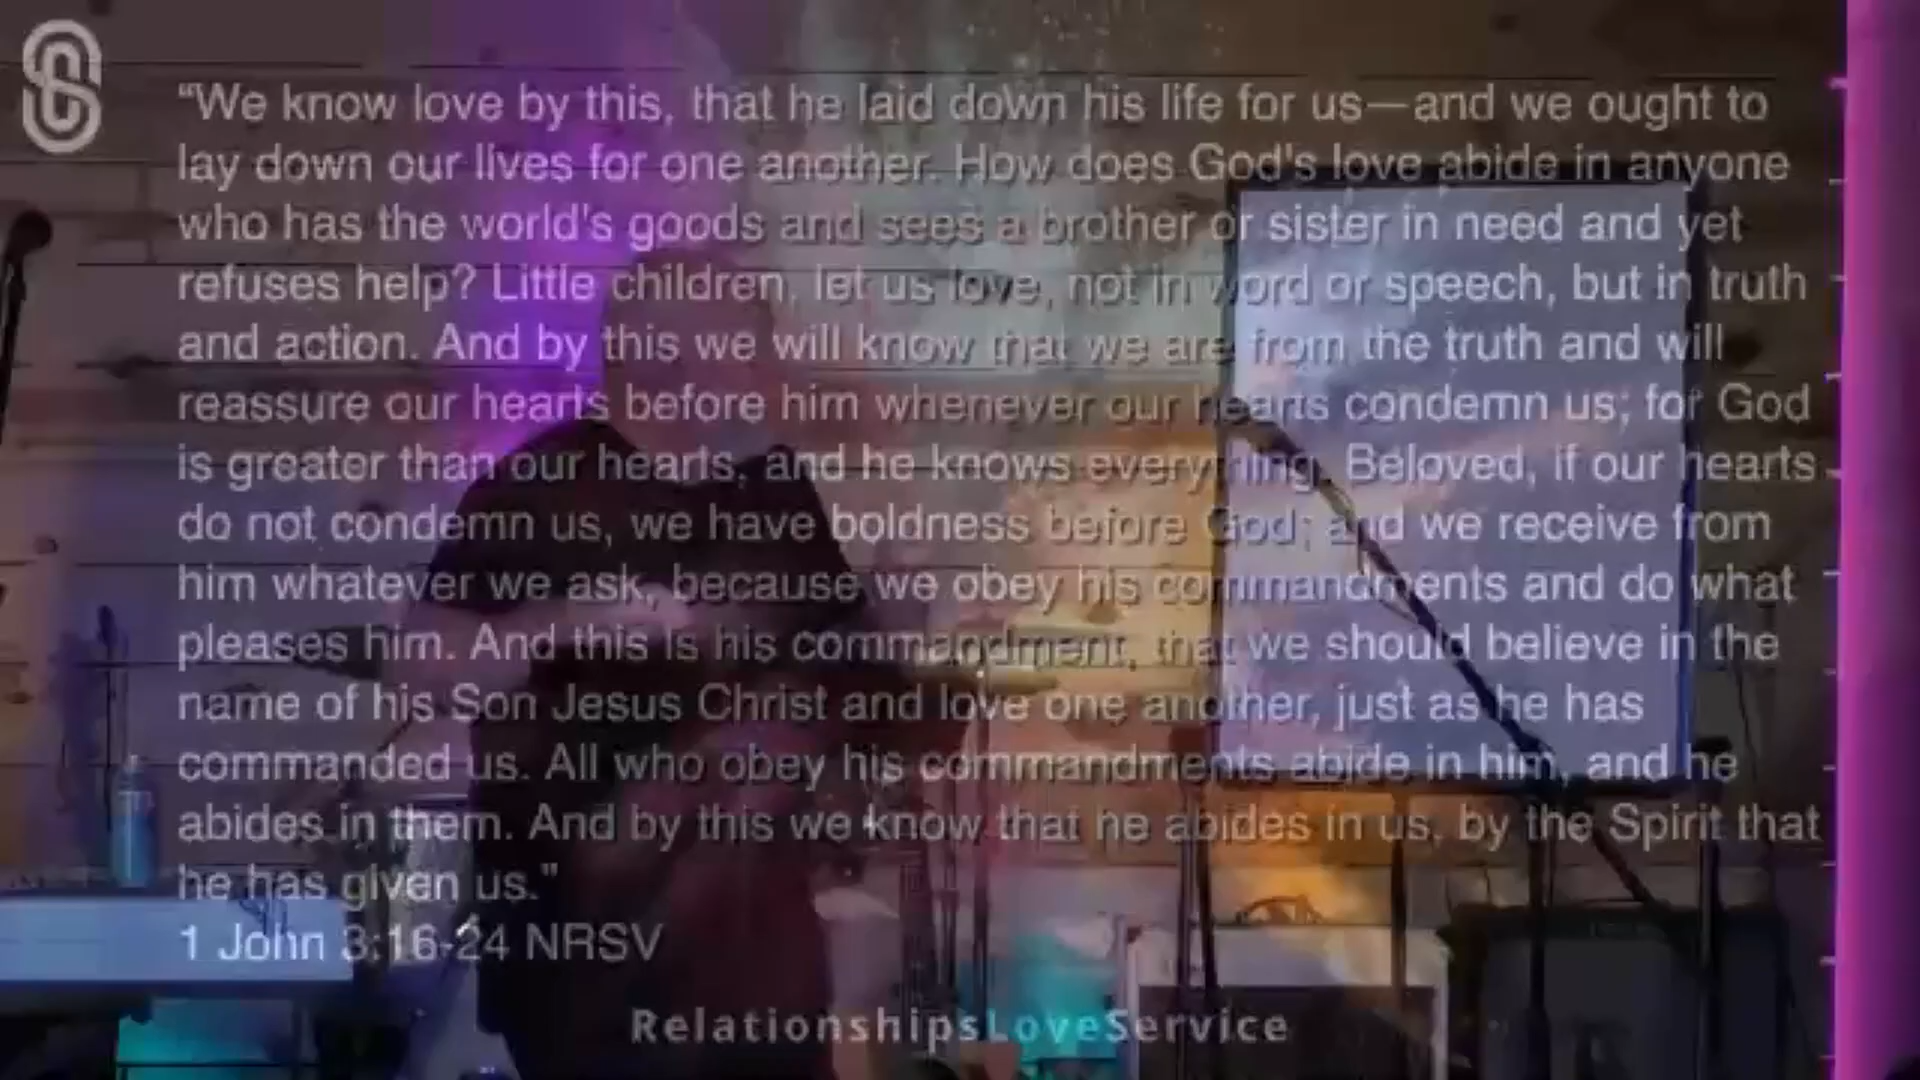 “We know love by this, that he laid down his life for us—and we ought to
lay down our lives for one another. How does God's love abide in anyone
who has the world's goods and sees a brother or sister in need and yet
refuses help? Little children, let us love, not in word or speech, but in truth
and action. And by this we will know that we are from the truth and will
reassure our hearts before him whenever our hearts condemn us; for God
is greater than our hearts, and he knows everything. Beloved, if our hearts
do not condemn us, we have boldness before God; and we receive from
him whatever we ask, because we obey his commandments and do what
pleases him. And this is his commandment, that we should believe in the
name of his Son Jesus Christ and love one another, just as he has
commanded us. All who obey his commandments abide in him, and he
abides in them. And by this we know that he abides in us, by the Spirit that
he has given us.”
1 John 3:16-24 NRSV
RelationshipsLoveService